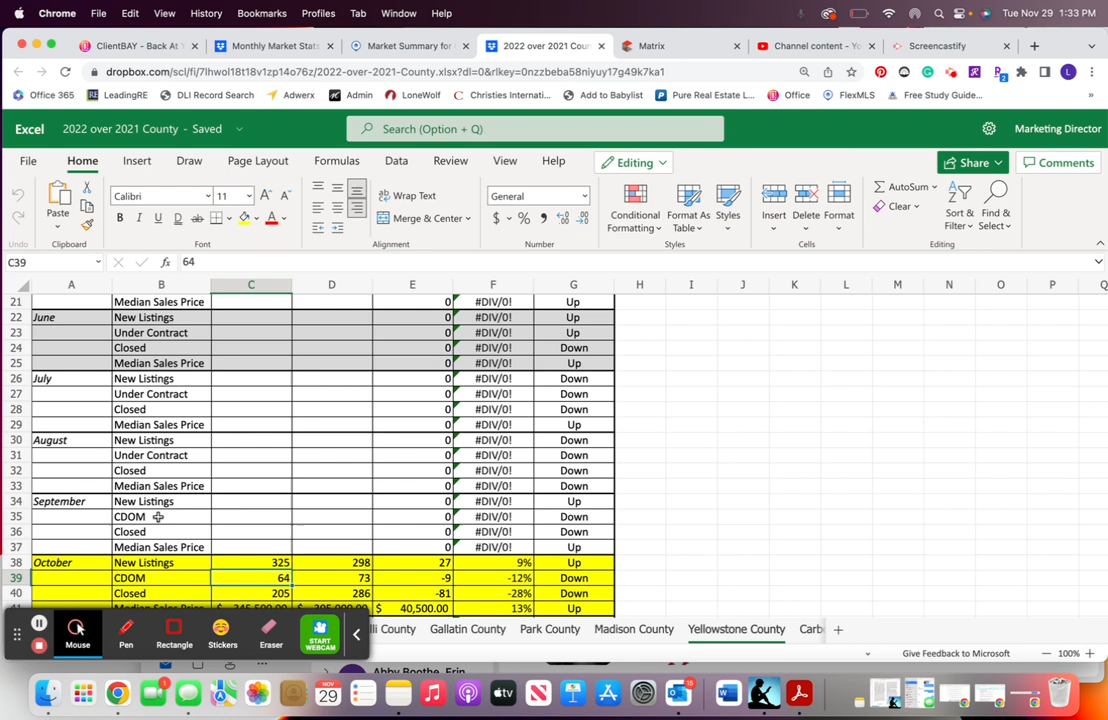 Chrome File Edit View History Bookmarks Profiles Tab Window Help Tue Nov 29 1:33 PM
ClientBAY - Back At Monthly Market Stats Market Summary for 2022 over 2021 Cou Matrix Channel content - Yo Screencastify
dropbox.com/scl/fi/7lhwol18t18v1zp14o76z/2022-over-2021-County.xlsx?dl=0&rlkey=0nzzbeba58niyuy17g49k7ka1
Office 365 LeadingRE DLI Record Search Adwerx Admin LoneWolf Christies Internati... Add to Babylist Pure Real Estate L... Office FlexMLS Free Study Guide...
Excel 2022 over 2021 County - Saved Search (Option + Q) Marketing Director
File Home Insert Draw Page Layout Formulas Data Review View Help Editing Share Comments
Paste Calibri 11 Wrap Text General Conditional Format As Styles Insert Delete Format AutoSum Sort & Find &
Merge & Center Formatting Table Clear Filter Select
Undo Clipboard Font Alignment Number Styles Cells Editing
C39 fx 64
A B C D E F G H I J K L M N O P Q
21 Median Sales Price 0 #DIV/0! Up
22 June New Listings 0 #DIV/0! Up
23 Under Contract 0 #DIV/0! Up
24 Closed 0 #DIV/0! Down
25 Median Sales Price 0 #DIV/0! Up
26 July New Listings 0 #DIV/0! Down
27 Under Contract 0 #DIV/0! Down
28 Closed 0 #DIV/0! Down
29 Median Sales Price 0 #DIV/0! Up
30 August New Listings 0 #DIV/0! Down
31 Under Contract 0 #DIV/0! Down
32 Closed 0 #DIV/0! Down
33 Median Sales Price 0 #DIV/0! Up
34 September New Listings 0 #DIV/0! Up
35 CDOM 0 #DIV/0! Down
36 Closed 0 #DIV/0! Down
37 Median Sales Price 0 #DIV/0! Up
38 October New Listings 325 298 27 9% Up
39 CDOM 64 73 -9 -12% Down
40 Closed 205 286 -81 -28% Down
$ 40,500.00 13% Up
Mouse Pen Rectangle Stickers Eraser START WEBCAM
lli County Gallatin County Park County Madison County Yellowstone County Carb
Give Feedback to Microsoft 100%
Abby Boothe, Erin
NOV 29